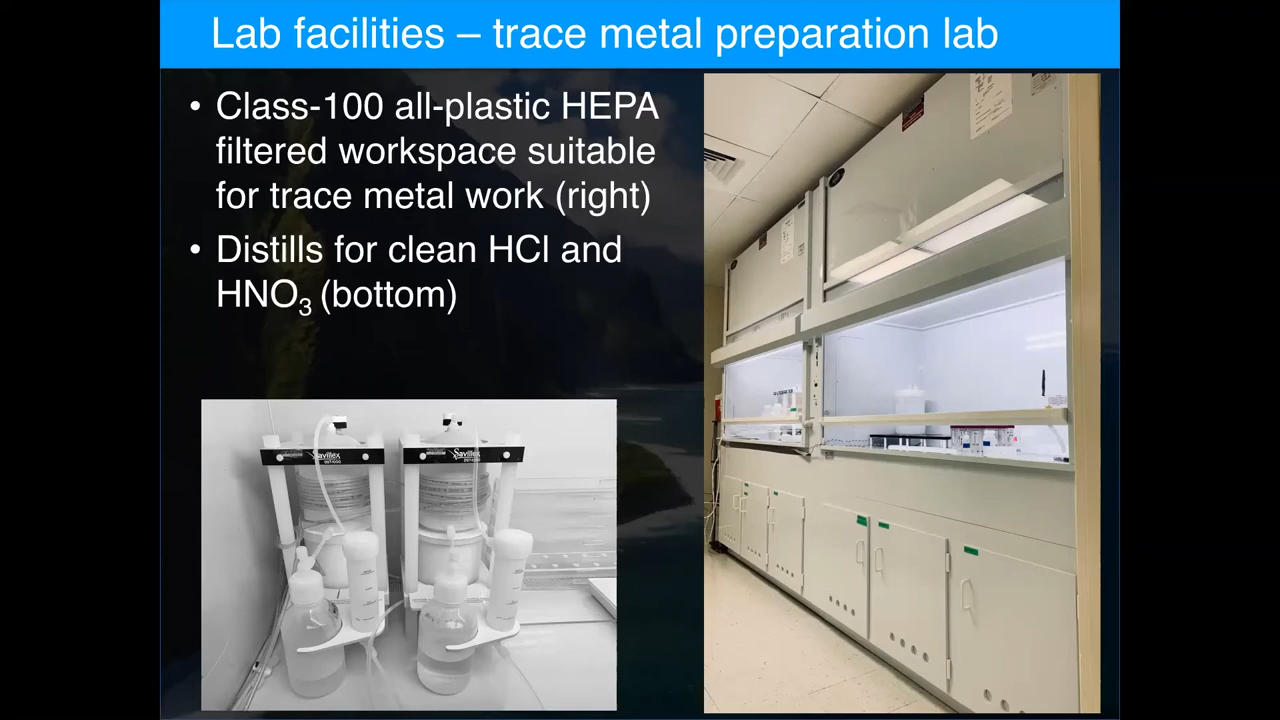 Lab facilities – trace metal preparation lab
• Class-100 all-plastic HEPA
filtered workspace suitable
for trace metal work (right)
• Distills for clean HCl and
HNO₃ (bottom)
Savillex
Savillex